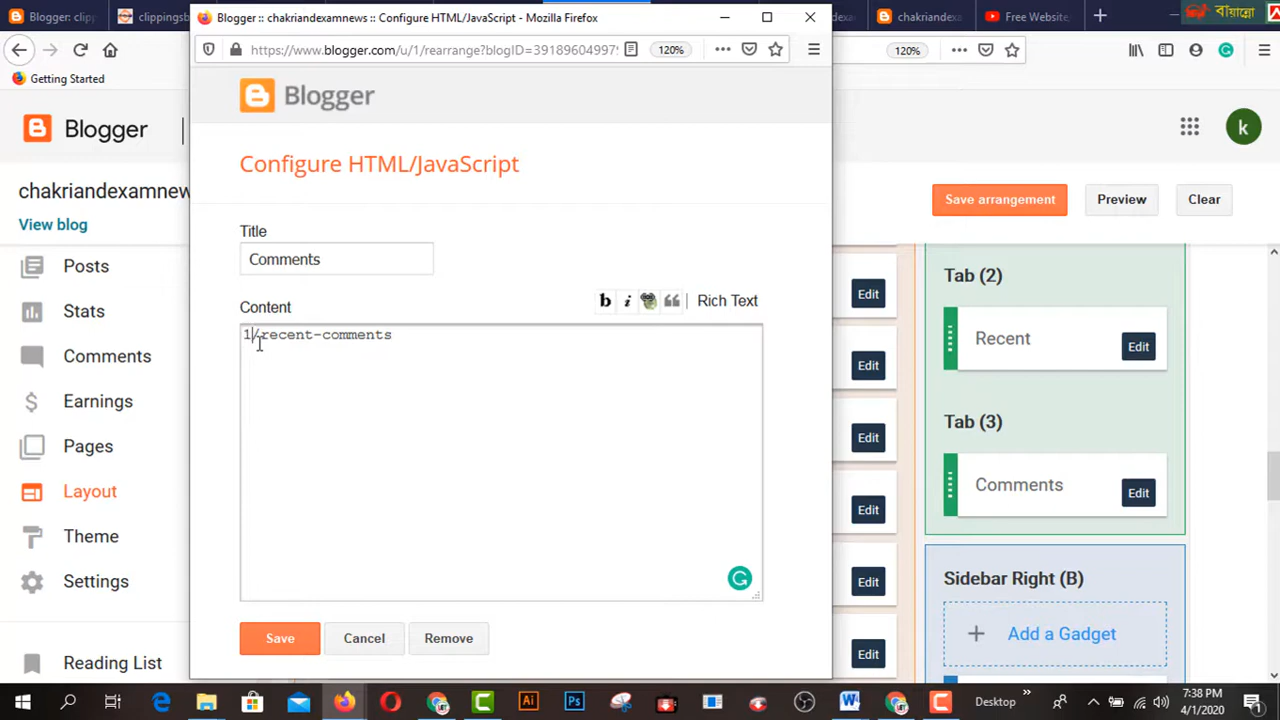 Blogger: clipp
clippingsb
Blogger :: chakriandexamnews :: Configure HTML/JavaScript - Mozilla Firefox
chakriandex
Free Website
বায়ান্নো
https://www.blogger.com/u/1/rearrange?blogID=39189604997
120%
120%
Getting Started
Blogger
Blogger
k
Configure HTML/JavaScript
chakriandexamnew
View blog
Save arrangement
Preview
Clear
Title
Comments
Posts
Stats
Comments
Earnings
Pages
Layout
Theme
Settings
Reading List
Content
b
i
Rich Text
1/recent-comments
Save
Cancel
Remove
Edit
Edit
Edit
Edit
Edit
Edit
Tab (2)
Recent
Edit
Tab (3)
Comments
Edit
Sidebar Right (B)
Add a Gadget
Desktop
7:38 PM
4/1/2020